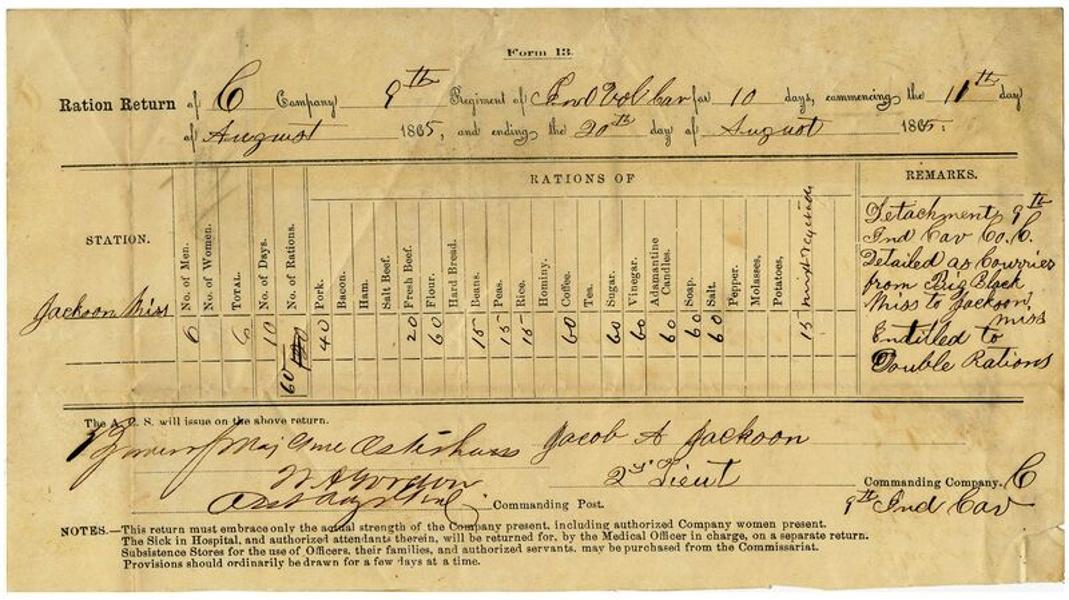 Form 13.
Ration Return of C Company 9th Regiment of Ind Vol Cav for 10 days, commencing the 11th day
of August 1865, and ending the 20th day of August 1865:
RATIONS OF
REMARKS.
STATION.
No. of Men.
No. of Women.
TOTAL.
No. of Days.
No. of Rations.
Pork.
Bacon.
Ham.
Salt Beef.
Fresh Beef.
Flour.
Hard Bread.
Beans.
Peas.
Rice.
Hominy.
Coffee.
Tea.
Sugar.
Vinegar.
Adamantine Candles.
Soap.
Salt.
Pepper.
Molasses.
Potatoes,
Jackson Miss 6 6 10 60 40 20 60 15 15 15 60 60 60 60 60 60 15
Detachments 9th
Ind Cav Co. C.
Detailed as Courries
from Big Black
Miss to Jackson,
Miss
Entitled to
Double Rations
The A. C. S. will issue on the above return.
By order of Maj Gen Osterhaus Jacob A Jackson
W A Gordon 2nd Lieut Commanding Company. C
Commanding Post. 9th Ind Cav
NOTES.—This return must embrace only the actual strength of the Company present, including authorized Company women present.
The Sick in Hospital, and authorized attendants therein, will be returned for, by the Medical Officer in charge, on a separate return.
Subsistence Stores for the use of Officers, their families, and authorized servants, may be purchased from the Commissariat.
Provisions should ordinarily be drawn for a few days at a time.